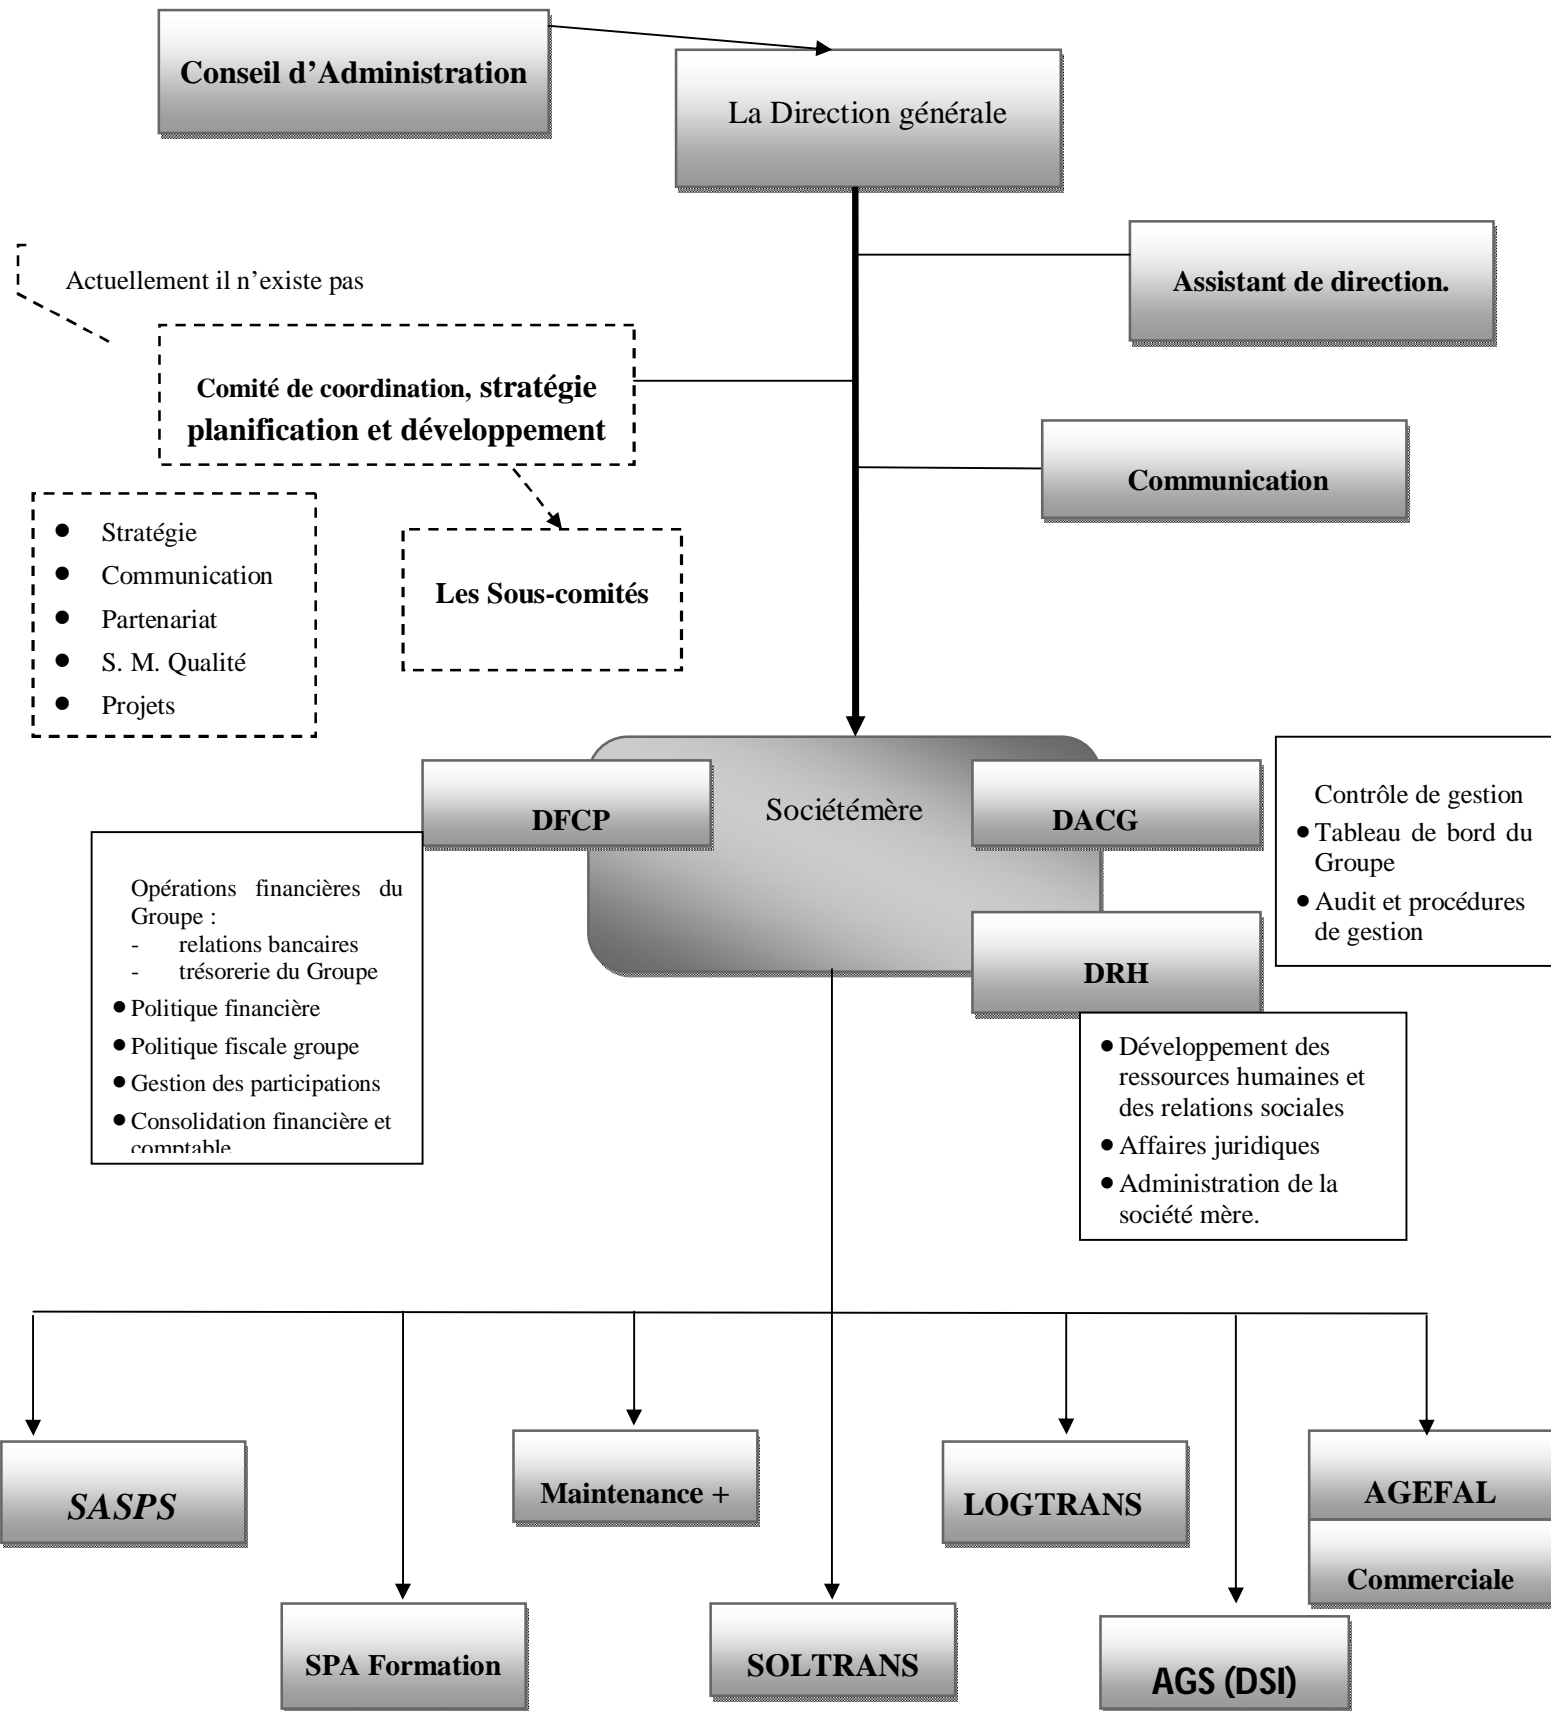 Conseil d’Administration
La Direction générale
Assistant de direction.
Actuellement il n’existe pas
Comité de coordination, stratégie
planification et développement
Communication
● Stratégie
● Communication
● Partenariat
● S. M. Qualité
● Projets
Les Sous-comités
DFCP
Sociétémère
DACG
Contrôle de gestion
● Tableau de bord du
Groupe
● Audit et procédures
de gestion
Opérations financières du
Groupe :
- relations bancaires
- trésorerie du Groupe
● Politique financière
● Politique fiscale groupe
● Gestion des participations
● Consolidation financière et
comptable
DRH
● Développement des
ressources humaines et
des relations sociales
● Affaires juridiques
● Administration de la
société mère.
SASPS
Maintenance +
LOGTRANS
AGEFAL
Commerciale
SPA Formation
SOLTRANS
AGS (DSI)